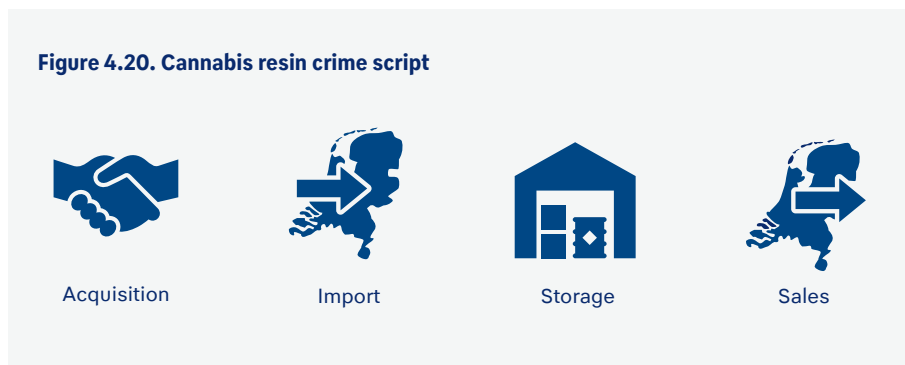 Figure 4.20. Cannabis resin crime script
Acquisition
Import
Storage
Sales